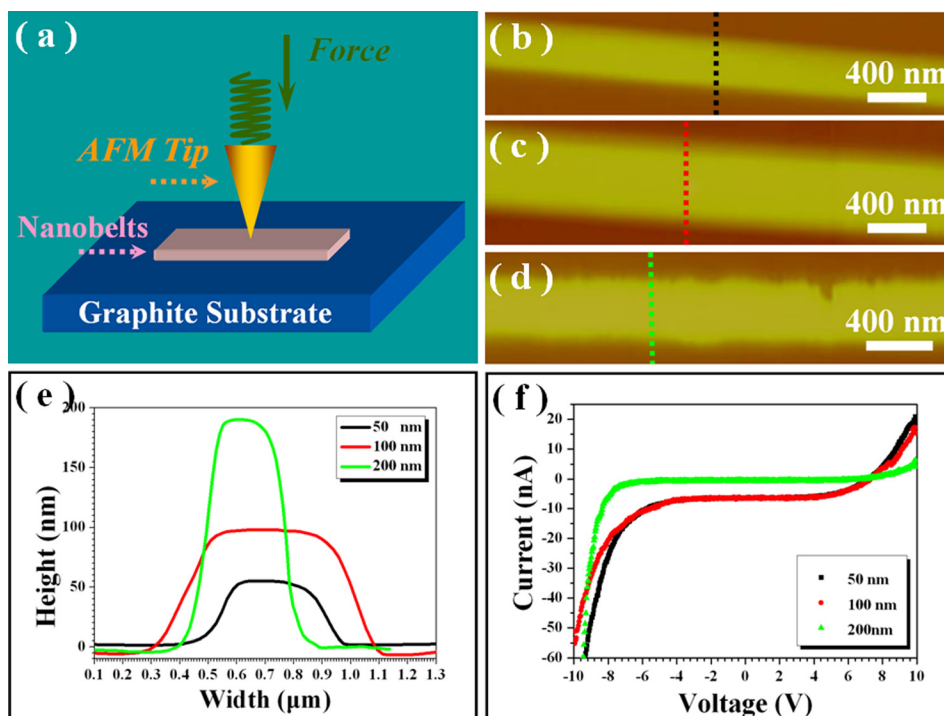 ( a )
Force
AFM Tip
Nanobelts
Graphite Substrate
( b )
400 nm
( c )
400 nm
( d )
400 nm
( e )
200
150
100
50
0
Height (nm)
50 nm
100 nm
200 nm
0.1 0.2 0.3 0.4 0.5 0.6 0.7 0.8 0.9 1.0 1.1 1.2 1.3
Width (μm)
( f )
20
10
0
-10
-20
-30
-40
-50
-60
Current (nA)
50 nm
100 nm
200nm
-10 -8 -6 -4 -2 0 2 4 6 8 10
Voltage (V)